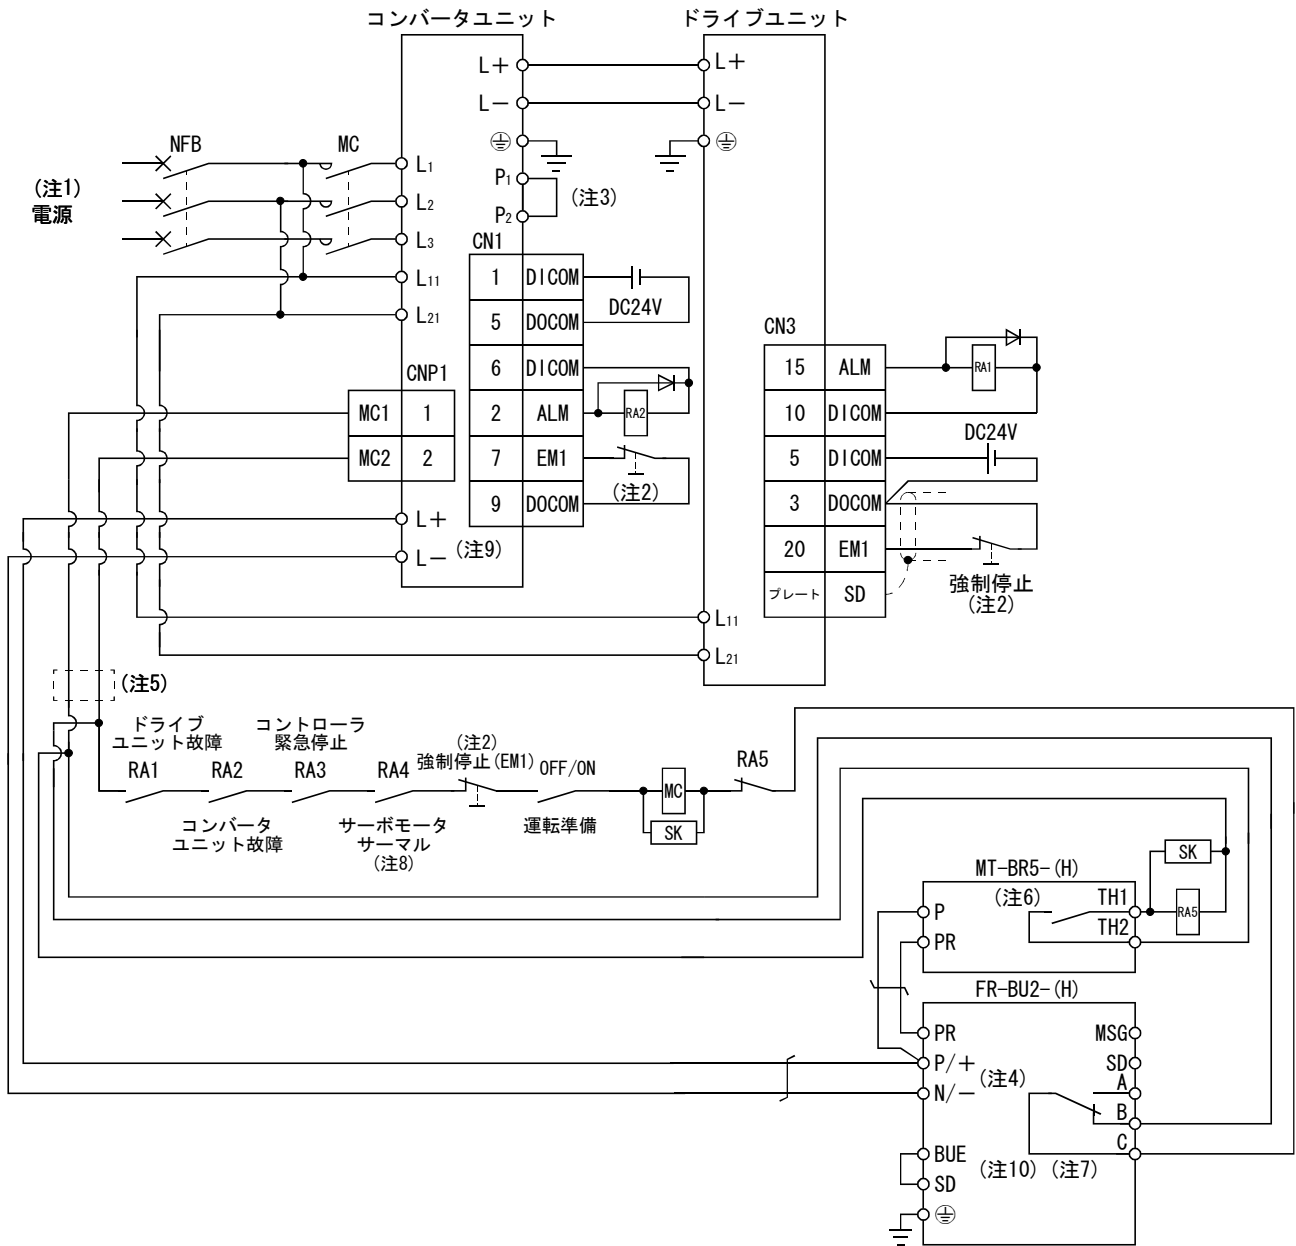 コンバータユニット
ドライブユニット
L+
L+
L-
L-
NFB
MC
L1
P1
(注1)
電源
L2
(注3)
P2
L3
CN1
L11
1 DICOM
DC24V
L21
5 DOCOM
CN3
6 DICOM
15 ALM
RA1
CNP1
MC1 1
2 ALM
RA2
10 DICOM
DC24V
MC2 2
7 EM1
(注2)
5 DICOM
9 DOCOM
3 DOCOM
L+
(注9)
L-
20 EM1
強制停止
(注2)
プレート SD
L11
L21
(注5)
ドライブ
ユニット故障
コントローラ
緊急停止
(注2)
強制停止(EM1)
OFF/ON
RA1
RA2
RA3
RA4
MC
RA5
SK
コンバータ
ユニット故障
サーボモータ
サーマル
(注8)
運転準備
SK
MT-BR5-(H)
(注6)
TH1
P
RA5
TH2
PR
FR-BU2-(H)
PR
MSG
P/+
SD
(注4)
A
N/-
B
C
BUE
(注10)
(注7)
SD